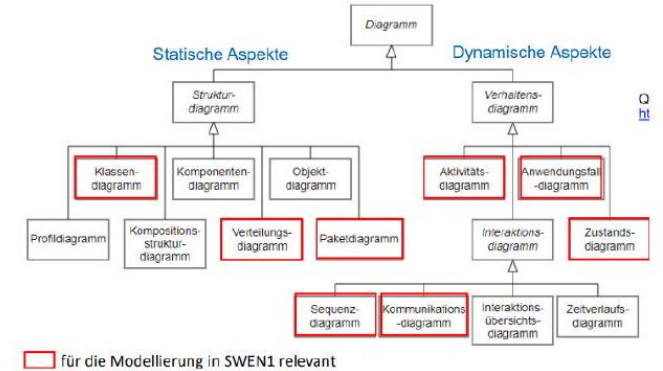 Diagramm
Statische Aspekte
Dynamische Aspekte
Struktur-
diagramm
Verhaltens-
diagramm
Q
ht
Klassen-
diagramm
Komponenten-
diagramm
Objekt-
diagramm
Aktivitäts-
diagramm
Anwendungsfall
-diagramm
Profildiagramm
Kompositions-
struktur-
diagramm
Verteilungs-
diagramm
Paketdiagramm
Interaktions-
diagramm
Zustands-
diagramm
Sequenz-
diagramm
Kommunikations
-diagramm
Interaktions-
übersichts-
diagramm
Zeitverlaufs-
diagramm
für die Modellierung in SWEN1 relevant